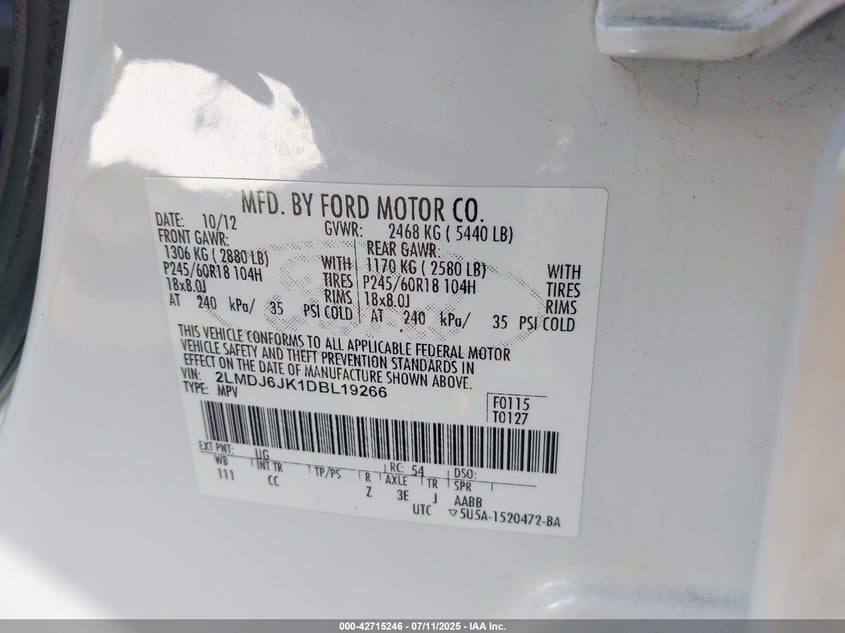 MFD. BY FORD MOTOR CO.
DATE: 10/12 GVWR: 2468 KG ( 5440 LB)
FRONT GAWR: REAR GAWR:
1306 KG ( 2880 LB) WITH 1170 KG ( 2580 LB) WITH
P245/60R18 104H TIRES P245/60R18 104H TIRES
18x8.0J RIMS 18x8.0J RIMS
AT 240 kPa/ 35 PSI COLD AT 240 kPa/ 35 PSI COLD
THIS VEHICLE CONFORMS TO ALL APPLICABLE FEDERAL MOTOR
VEHICLE SAFETY AND THEFT PREVENTION STANDARDS IN
EFFECT ON THE DATE OF MANUFACTURE SHOWN ABOVE.
VIN: 2LMDJ6JK1DBL19266
TYPE: MPV
F0115
T0127
EXT PNT: UG RC: 54 DSO:
WB INT TR TP/PS R AXLE TR SPR
111 CC Z 3E J AABB
UTC ▽5U5A-1520472-BA
000-42715246 - 07/11/2025 - IAA Inc.